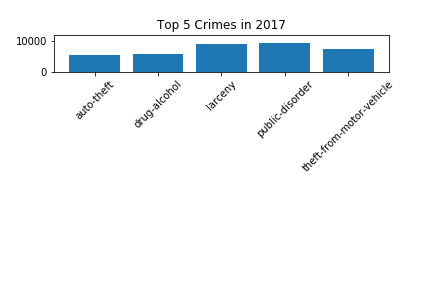 Top 5 Crimes in 2017
10000
0
auto-theft
drug-alcohol
larceny
public-disorder
theft-from-motor-vehicle